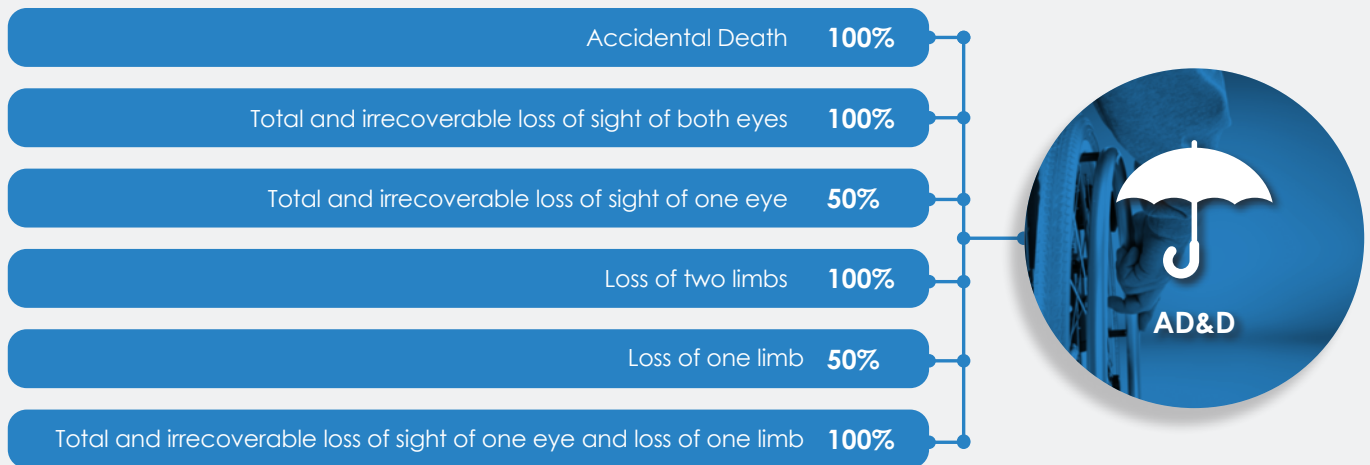 Accidental Death 100%
Total and irrecoverable loss of sight of both eyes 100%
Total and irrecoverable loss of sight of one eye 50%
Loss of two limbs 100%
Loss of one limb 50%
Total and irrecoverable loss of sight of one eye and loss of one limb 100%
AD&D